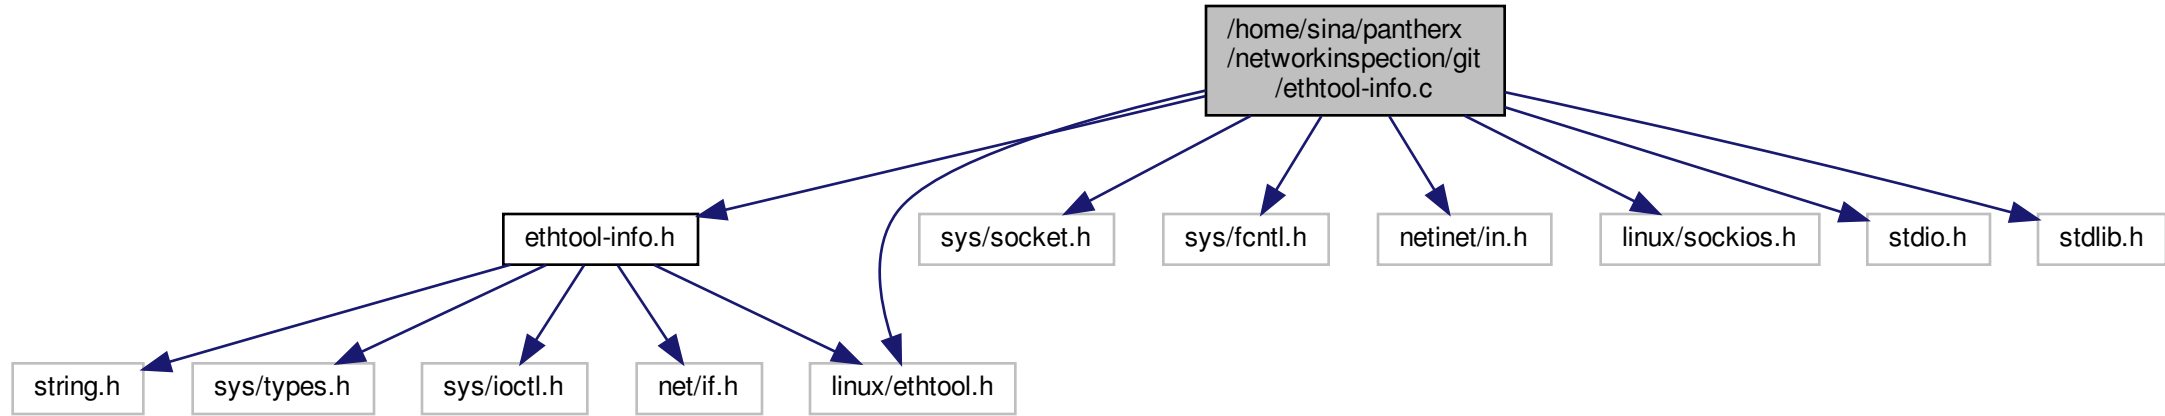 /home/sina/pantherx
/networkinspection/git
/ethtool-info.c
ethtool-info.h
sys/socket.h
sys/fcntl.h
netinet/in.h
linux/sockios.h
stdio.h
stdlib.h
string.h
sys/types.h
sys/ioctl.h
net/if.h
linux/ethtool.h